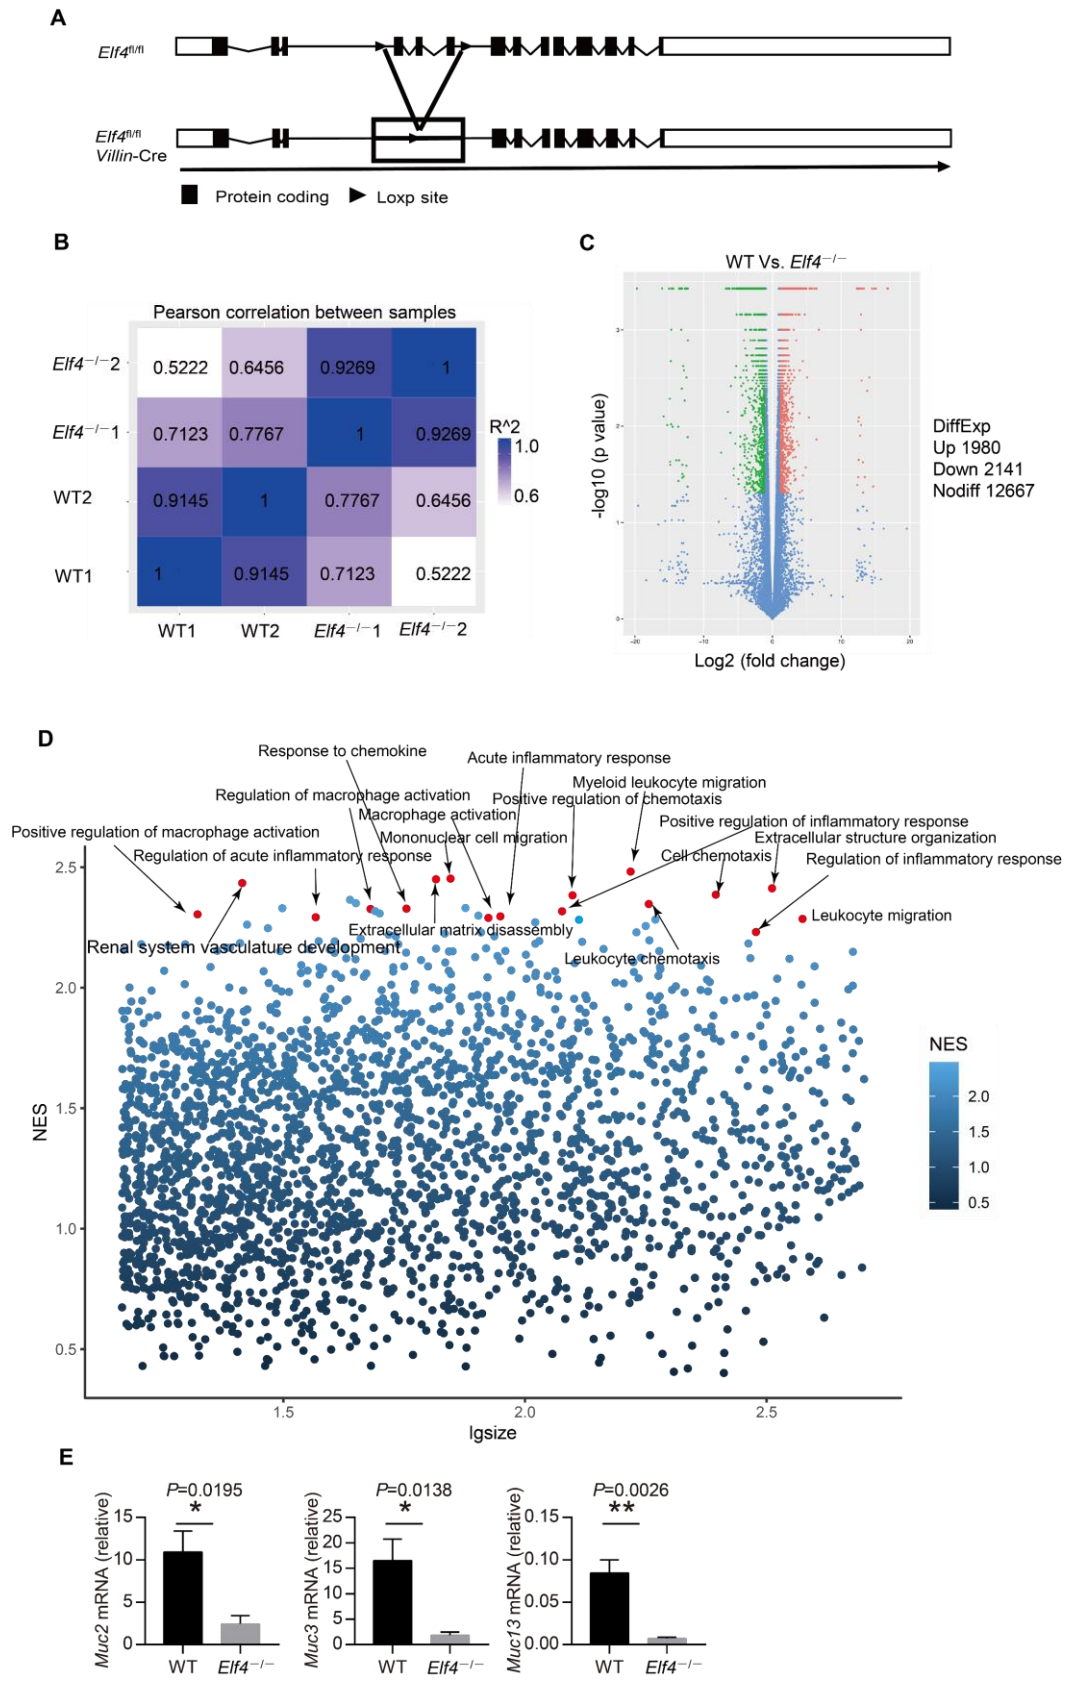 A
Elf4fl/fl
Elf4fl/fl
Villin-Cre
Protein coding
Loxp site
B
Pearson correlation between samples
Elf4−/−2
0.5222 0.6456 0.9269 1
Elf4−/−1
0.7123 0.7767 1 0.9269
WT2
0.9145 1 0.7767 0.6456
WT1
1 0.9145 0.7123 0.5222
WT1 WT2 Elf4−/−1 Elf4−/−2
R^2
1.0
0.6
C
WT Vs. Elf4−/−
-log10 (p value)
3
2
1
0
-20 -10 0 10 20
Log2 (fold change)
DiffExp
Up 1980
Down 2141
Nodiff 12667
D
Response to chemokine
Acute inflammatory response
Myeloid leukocyte migration
Regulation of macrophage activation
Positive regulation of chemotaxis
Macrophage activation
Positive regulation of inflammatory response
Positive regulation of macrophage activation
Mononuclear cell migration
Extracellular structure organization
Regulation of acute inflammatory response
Cell chemotaxis
Regulation of inflammatory response
Leukocyte migration
Extracellular matrix disassembly
Renal system vasculature development
Leukocyte chemotaxis
NES
2.5
2.0
1.5
1.0
0.5
1.5 2.0 2.5
lgsize
NES
2.0
1.5
1.0
0.5
E
P=0.0195
*
Muc2 mRNA (relative)
15
10
5
0
WT Elf4−/−
P=0.0138
*
Muc3 mRNA (relative)
25
20
15
10
5
0
WT Elf4−/−
P=0.0026
**
Muc13 mRNA (relative)
0.15
0.10
0.05
0.00
WT Elf4−/−